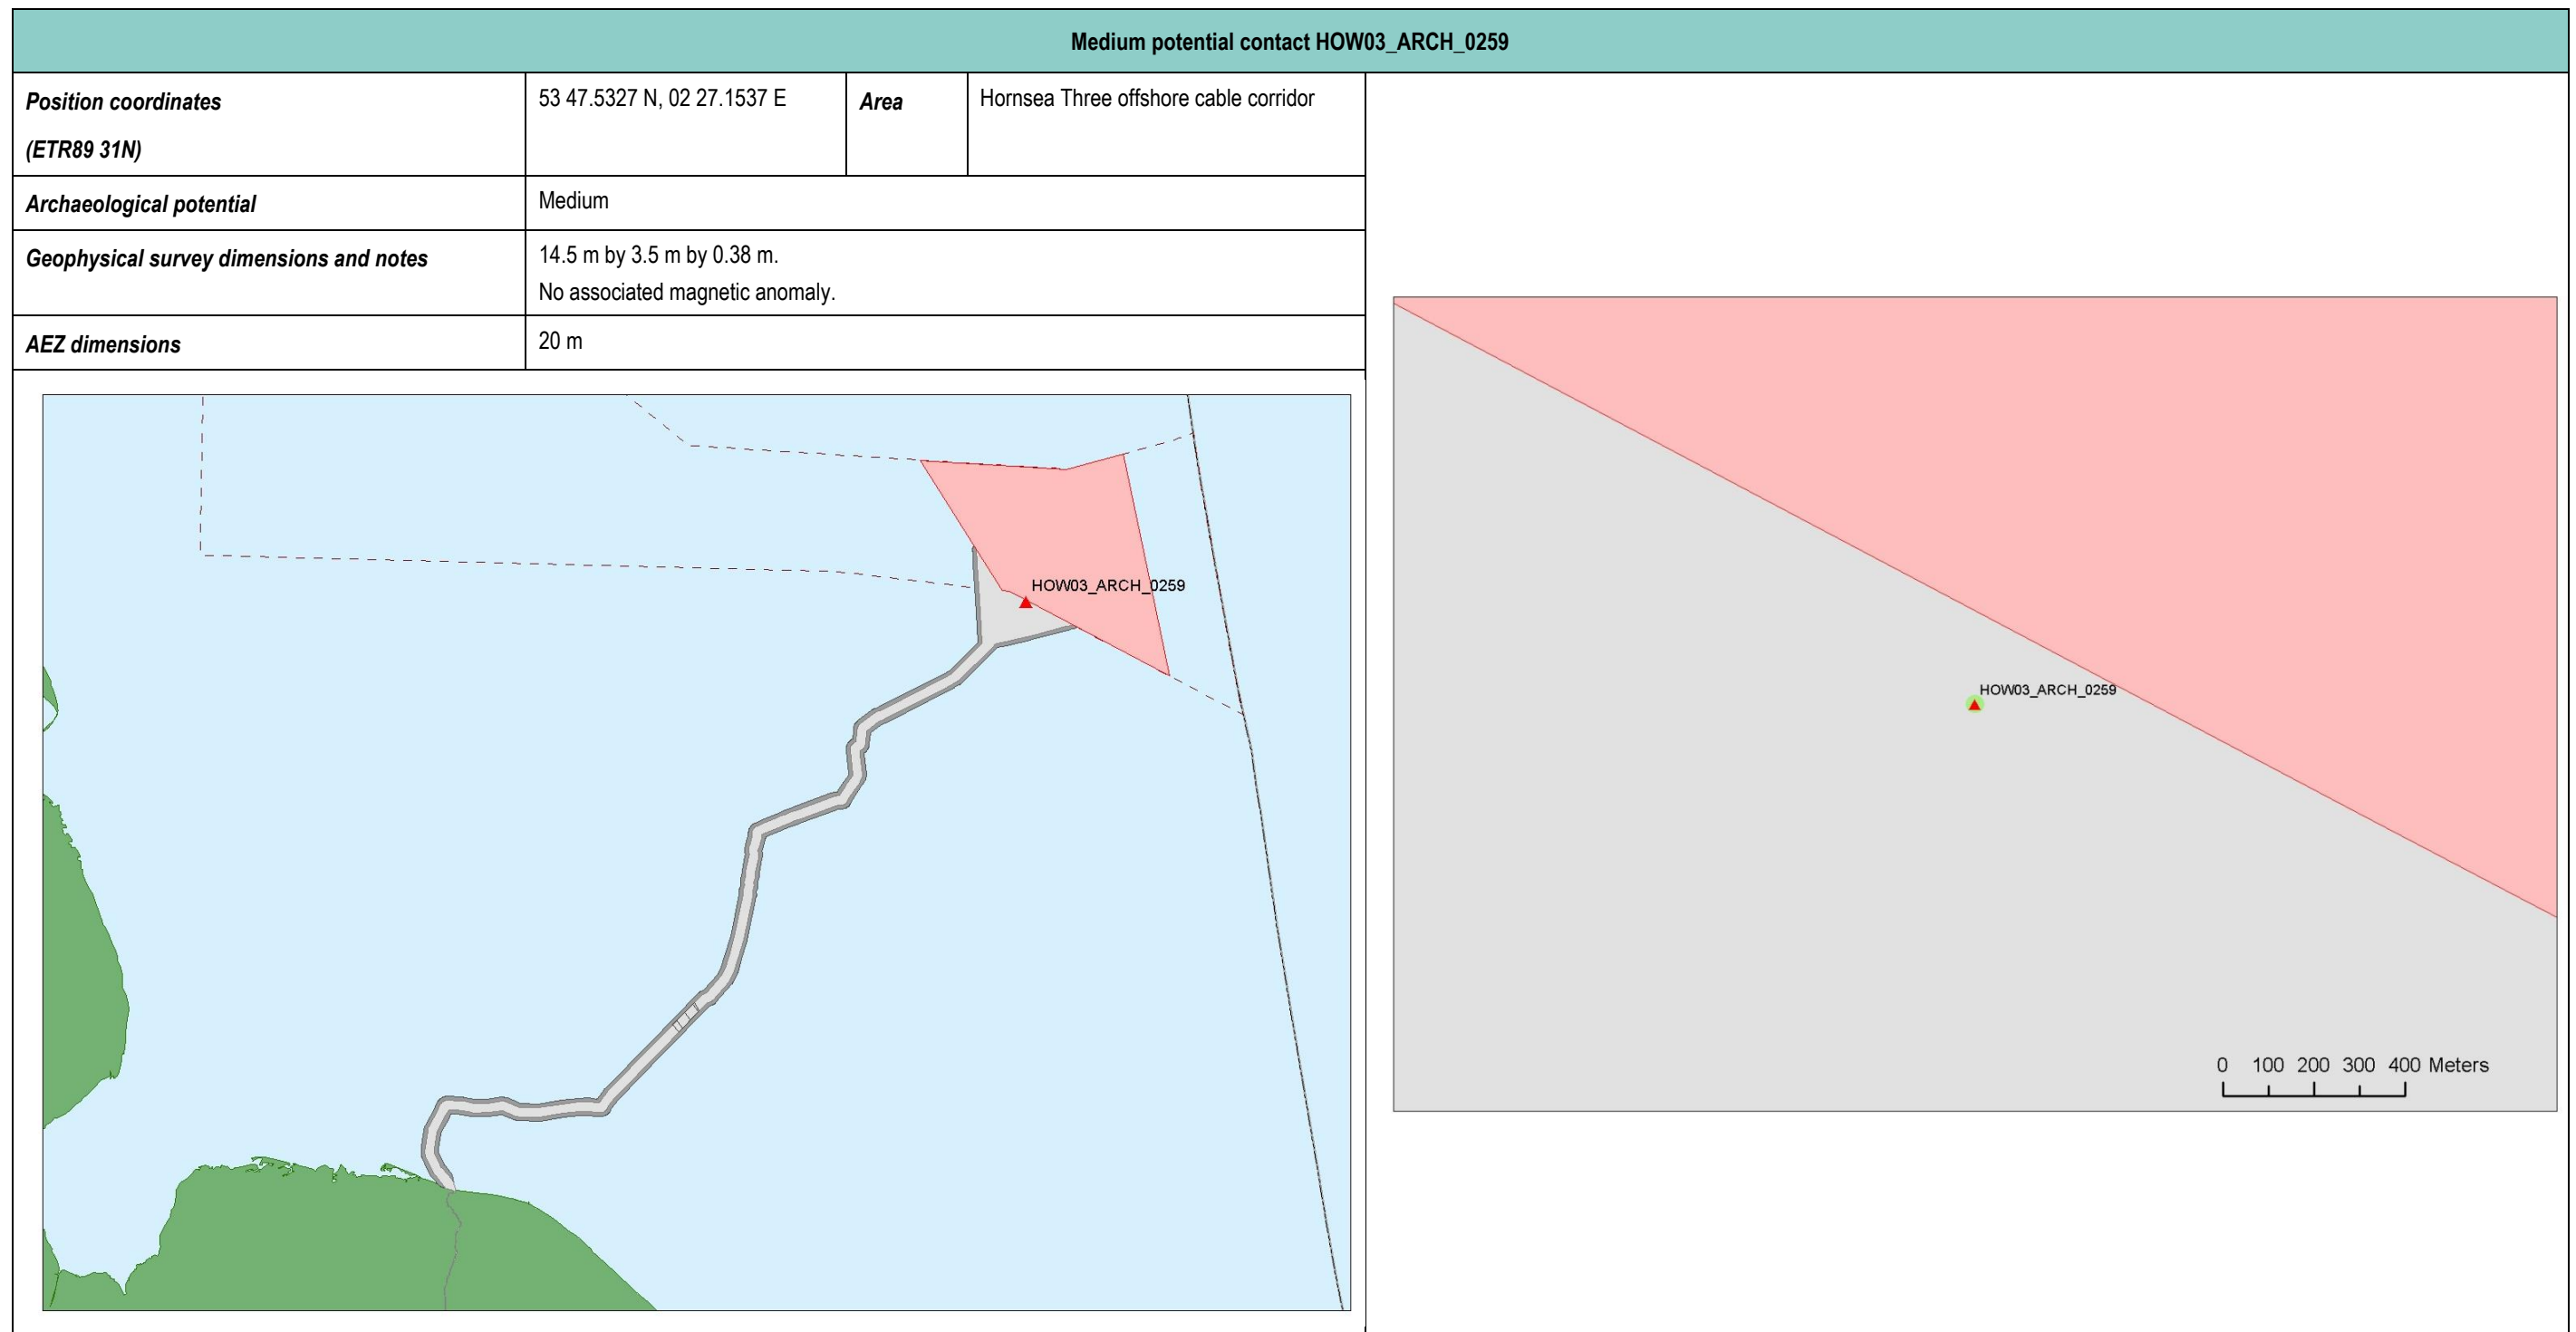 Medium potential contact HOW03_ARCH_0259
Position coordinates
(ETR89 31N)
53 47.5327 N, 02 27.1537 E
Area
Hornsea Three offshore cable corridor
Archaeological potential
Medium
Geophysical survey dimensions and notes
14.5 m by 3.5 m by 0.38 m.
No associated magnetic anomaly.
AEZ dimensions
20 m
HOW03_ARCH_0259
HOW03_ARCH_0259
0 100 200 300 400 Meters